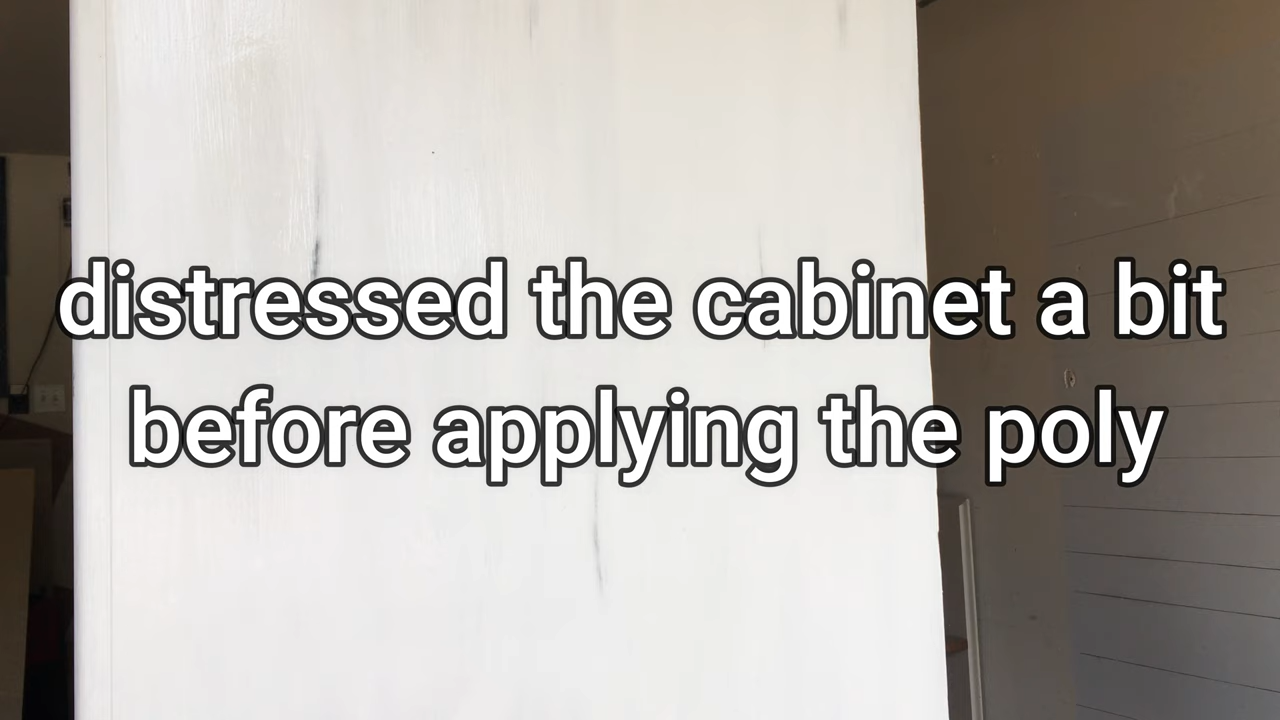 distressed the cabinet a bit
before applying the poly